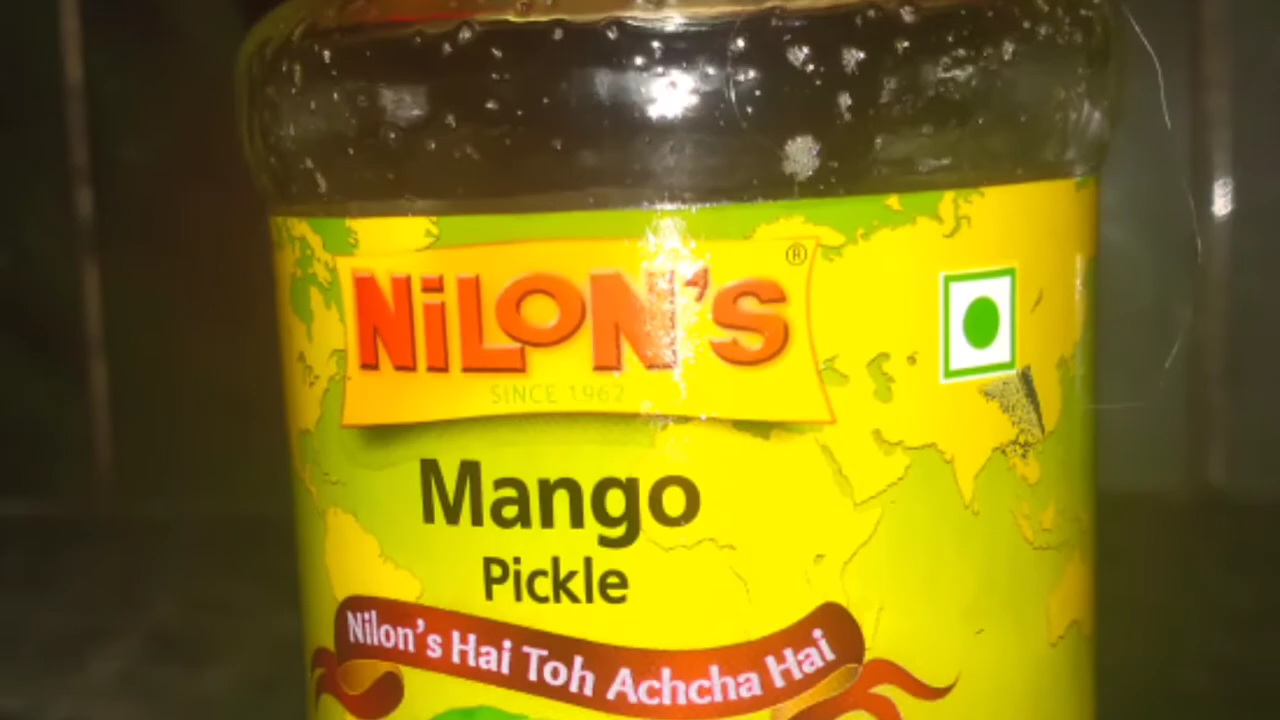 NiLON'S ®
SINCE 1962
Mango
Pickle
Nilon's Hai Toh Achcha Hai